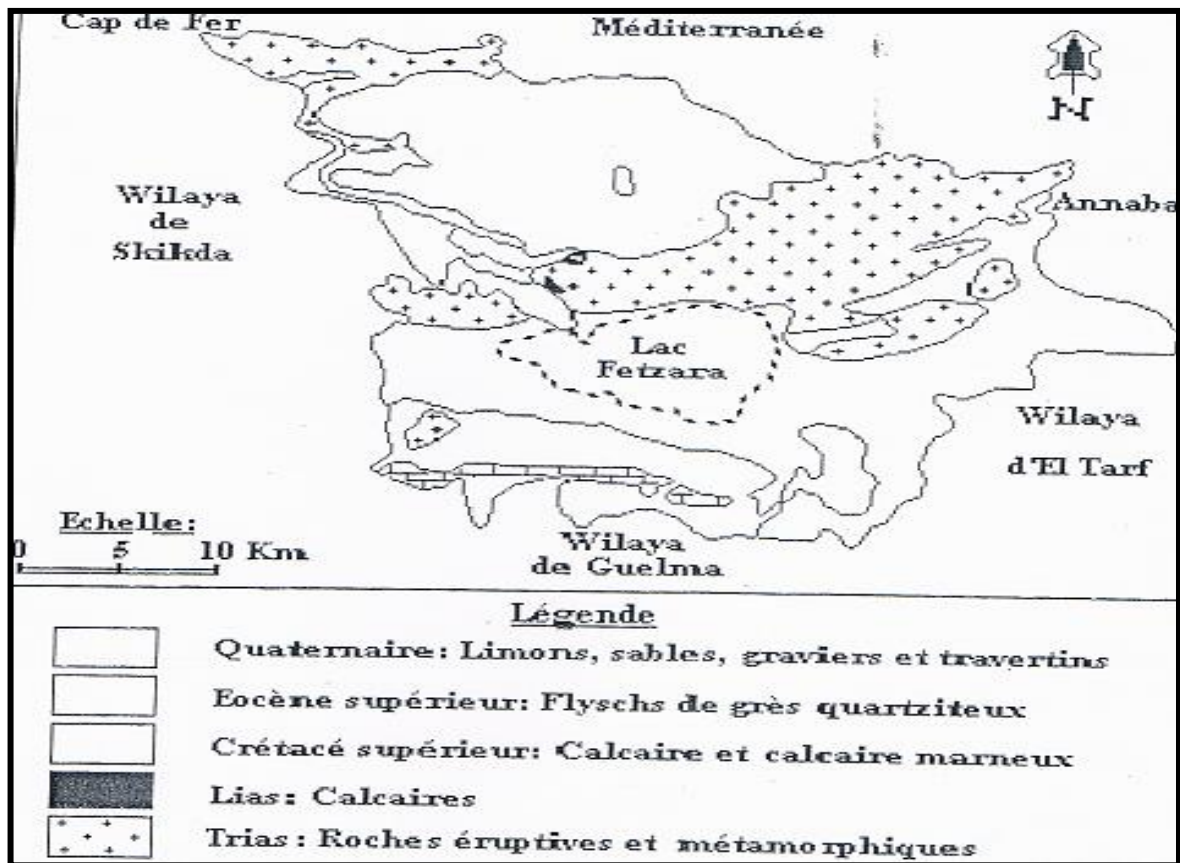 Cap de Fer
Méditerranée
N
Wilaya
de
Skikda
Annaba
Lac
Fetzara
Wilaya
d'El Tarf
Echelle:
0 5 10 Km
Wilaya
de Guelma
Légende
Quaternaire: Limons, sables, graviers et travertins
Eocène supérieur: Flyschs de grès quartziteux
Crétacé supérieur: Calcaire et calcaire marneux
Lias: Calcaires
Trias: Roches éruptives et métamorphiques